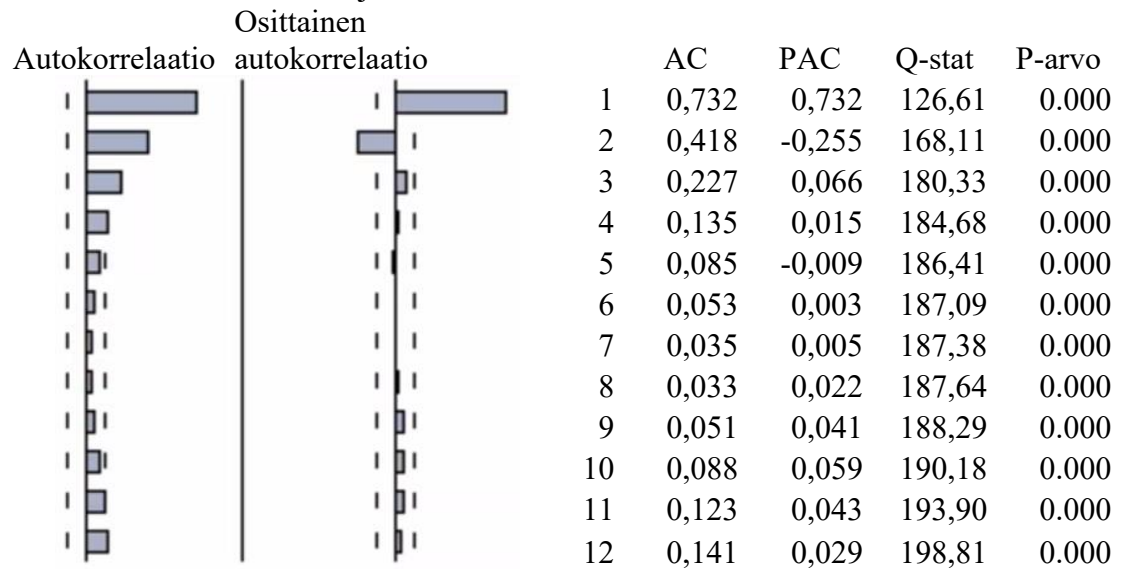 Osittainen
Autokorrelaatio autokorrelaatio AC PAC Q-stat P-arvo
1 0,732 0,732 126,61 0.000
2 0,418 -0,255 168,11 0.000
3 0,227 0,066 180,33 0.000
4 0,135 0,015 184,68 0.000
5 0,085 -0,009 186,41 0.000
6 0,053 0,003 187,09 0.000
7 0,035 0,005 187,38 0.000
8 0,033 0,022 187,64 0.000
9 0,051 0,041 188,29 0.000
10 0,088 0,059 190,18 0.000
11 0,123 0,043 193,90 0.000
12 0,141 0,029 198,81 0.000